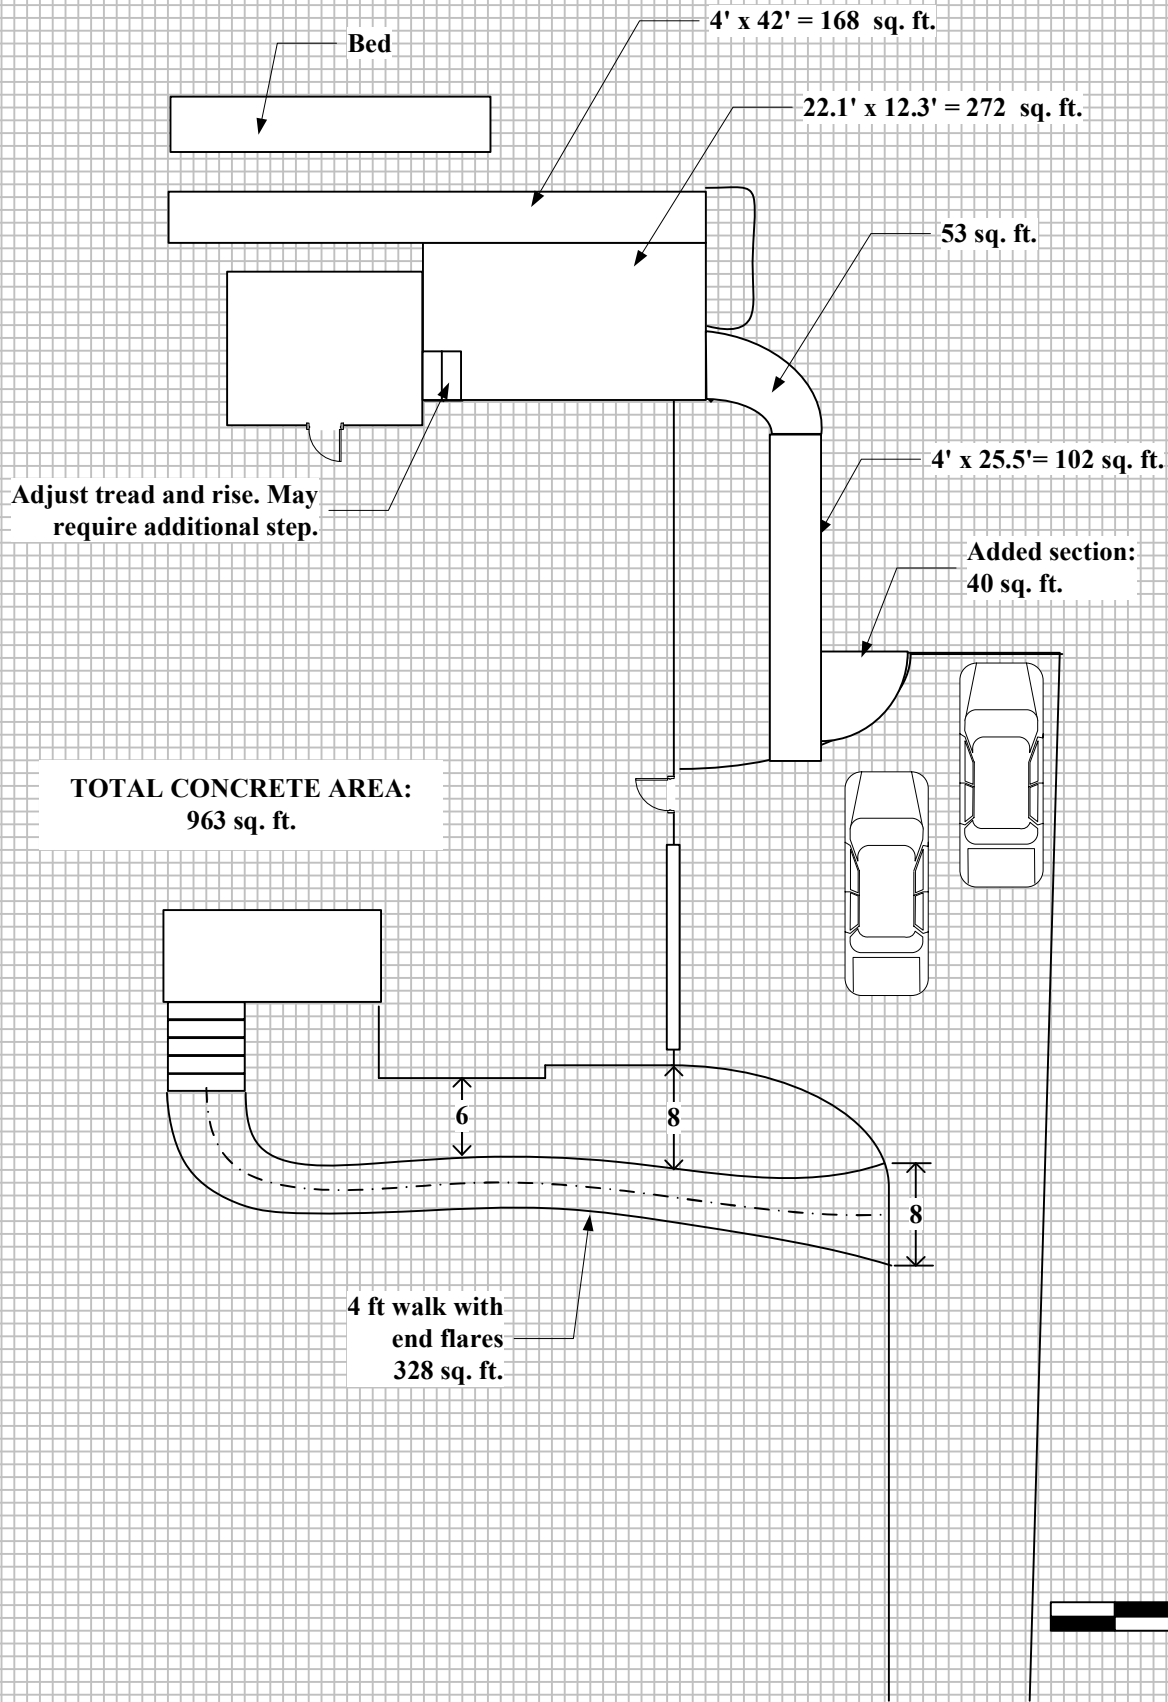 4' x 42' = 168 sq. ft.
Bed
22.1' x 12.3' = 272 sq. ft.
53 sq. ft.
4' x 25.5'= 102 sq. ft.
Adjust tread and rise. May
require additional step.
Added section:
40 sq. ft.
TOTAL CONCRETE AREA:
963 sq. ft.
6
8
8
4 ft walk with
end flares
328 sq. ft.